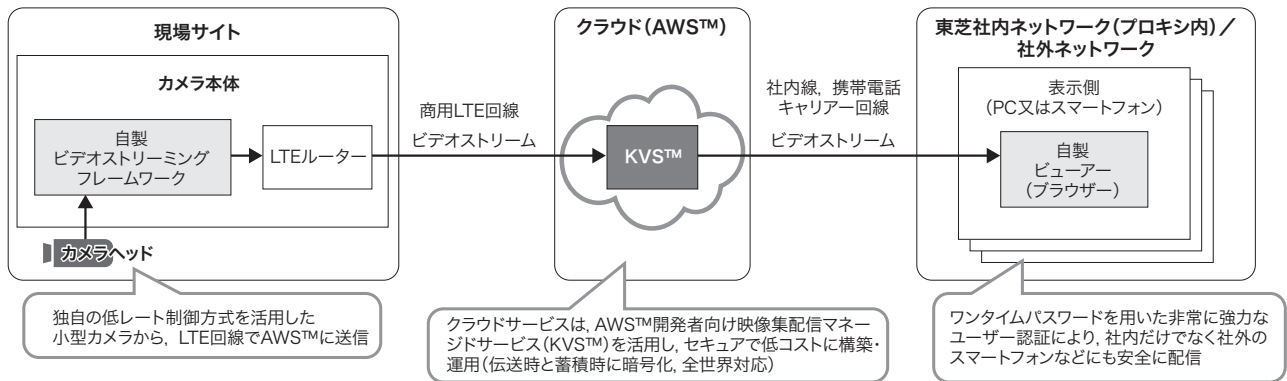 現場サイト
カメラ本体
自製
ビデオストリーミング
フレームワーク
LTEルーター
カメラヘッド
独自の低レート制御方式を活用した
小型カメラから，LTE回線でAWS™に送信
商用LTE回線
ビデオストリーム
クラウド（AWS™）
KVS™
クラウドサービスは，AWS™開発者向け映像集配信マネー
ジドサービス（KVS™）を活用し，セキュアで低コストに構築・
運用（伝送時と蓄積時に暗号化，全世界対応）
社内線，携帯電話
キャリアー回線
ビデオストリーム
東芝社内ネットワーク（プロキシ内）／
社外ネットワーク
表示側
（PC又はスマートフォン）
自製
ビューアー
（ブラウザー）
ワンタイムパスワードを用いた非常に強力な
ユーザー認証により，社内だけでなく社外の
スマートフォンなどにも安全に配信